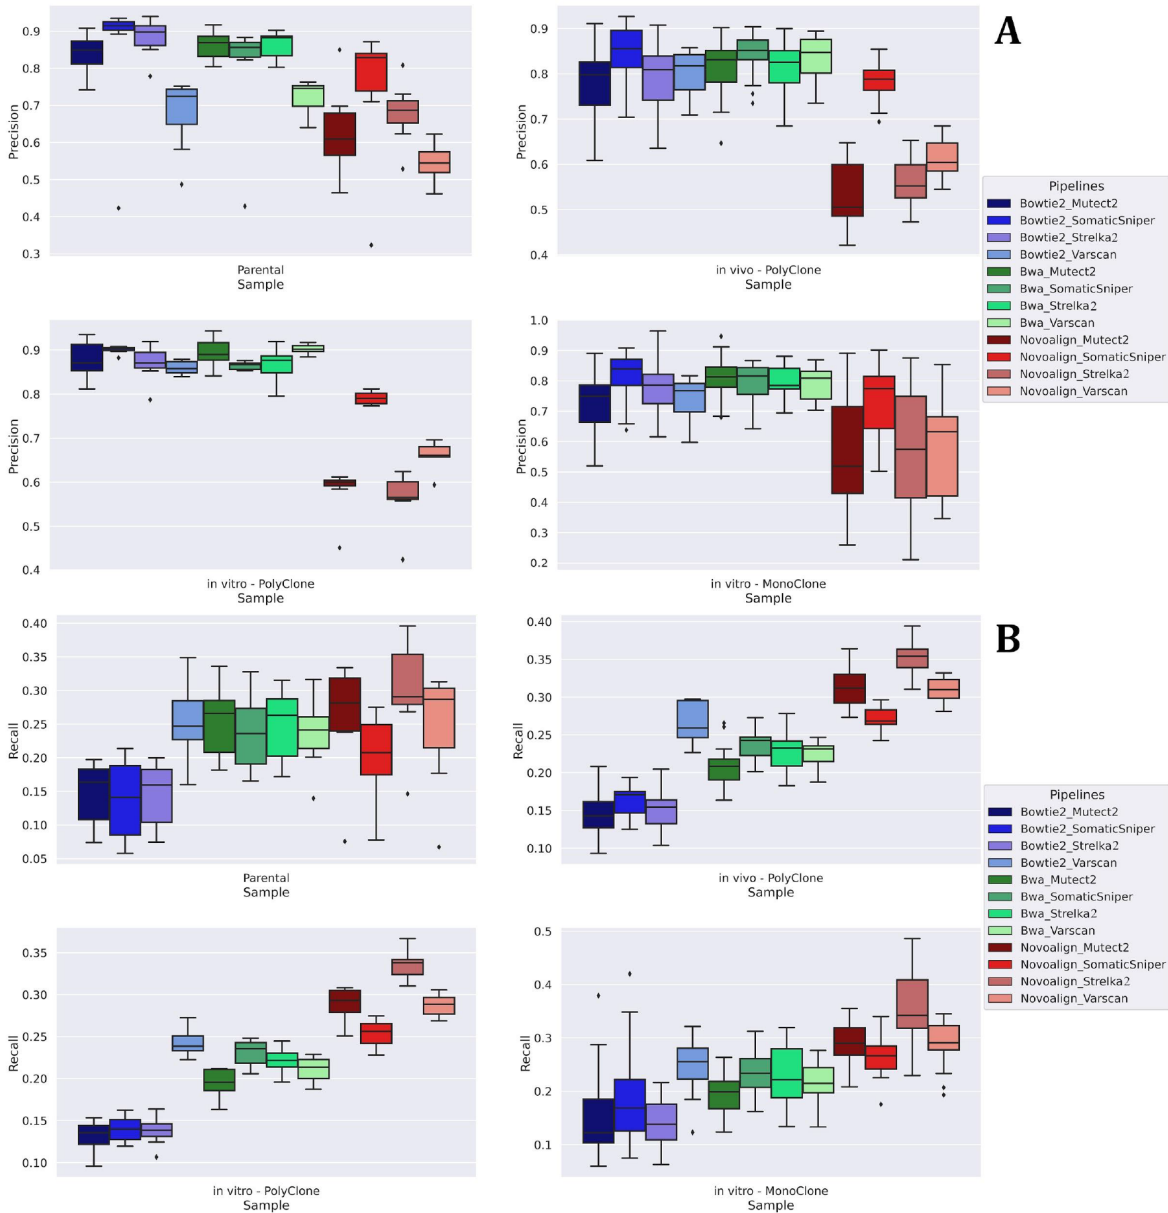 A
0.9
0.8
0.7
0.6
0.5
0.4
0.3
Precision
Parental
Sample
0.9
0.8
0.7
0.6
0.5
0.4
Precision
in vivo - PolyClone
Sample
0.9
0.8
0.7
0.6
0.5
0.4
Precision
in vitro - PolyClone
Sample
1.0
0.9
0.8
0.7
0.6
0.5
0.4
0.3
0.2
Precision
in vitro - MonoClone
Sample
Pipelines
Bowtie2_Mutect2
Bowtie2_SomaticSniper
Bowtie2_Strelka2
Bowtie2_Varscan
Bwa_Mutect2
Bwa_SomaticSniper
Bwa_Strelka2
Bwa_Varscan
Novoalign_Mutect2
Novoalign_SomaticSniper
Novoalign_Strelka2
Novoalign_Varscan
B
0.40
0.35
0.30
0.25
0.20
0.15
0.10
0.05
Recall
Parental
Sample
0.40
0.35
0.30
0.25
0.20
0.15
0.10
Recall
in vivo - PolyClone
Sample
0.35
0.30
0.25
0.20
0.15
0.10
Recall
in vitro - PolyClone
Sample
0.5
0.4
0.3
0.2
0.1
Recall
in vitro - MonoClone
Sample
Pipelines
Bowtie2_Mutect2
Bowtie2_SomaticSniper
Bowtie2_Strelka2
Bowtie2_Varscan
Bwa_Mutect2
Bwa_SomaticSniper
Bwa_Strelka2
Bwa_Varscan
Novoalign_Mutect2
Novoalign_SomaticSniper
Novoalign_Strelka2
Novoalign_Varscan